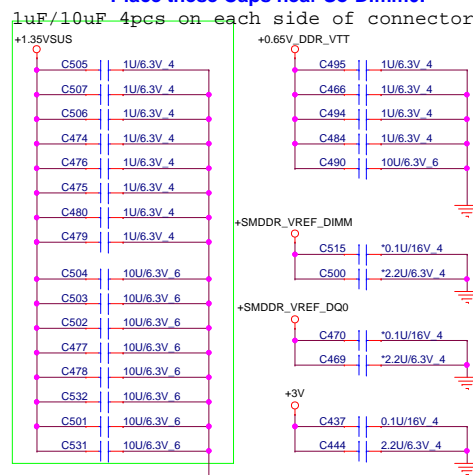 Place these Caps near So-Dimm0.
1uF/10uF 4pcs on each side of connector
+1.35VSUS
C505 1U/6.3V_4
C507 1U/6.3V_4
C506 1U/6.3V_4
C474 1U/6.3V_4
C476 1U/6.3V_4
C475 1U/6.3V_4
C480 1U/6.3V_4
C479 1U/6.3V_4
C504 10U/6.3V_6
C503 10U/6.3V_6
C502 10U/6.3V_6
C477 10U/6.3V_6
C478 10U/6.3V_6
C532 10U/6.3V_6
C501 10U/6.3V_6
C531 10U/6.3V_6
+0.65V_DDR_VTT
C495 1U/6.3V_4
C466 1U/6.3V_4
C494 1U/6.3V_4
C484 1U/6.3V_4
C490 10U/6.3V_6
+SMDDR_VREF_DIMM
C515 *0.1U/16V_4
C500 *2.2U/6.3V_4
+SMDDR_VREF_DQ0
C470 *0.1U/16V_4
C469 *2.2U/6.3V_4
+3V
C437 0.1U/16V_4
C444 2.2U/6.3V_4